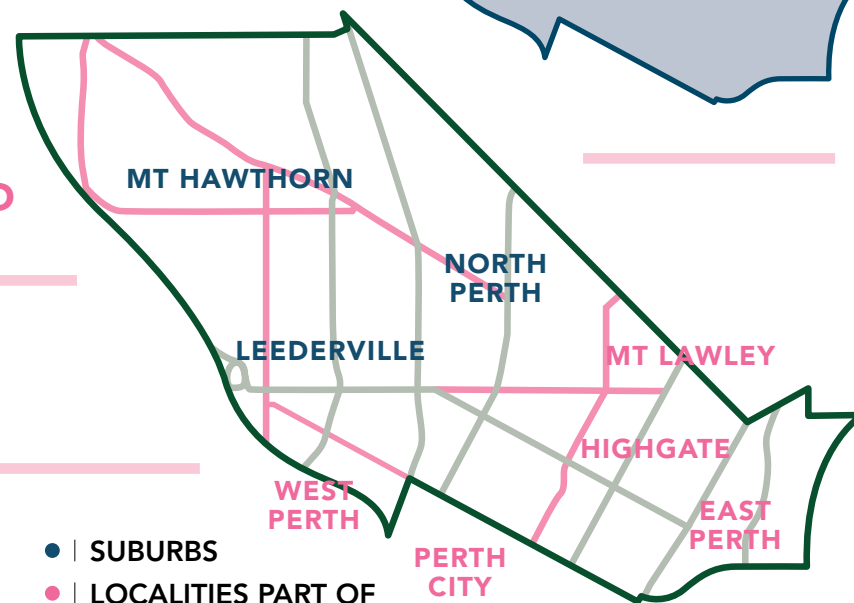 MT HAWTHORN
NORTH
PERTH
LEEDERVILLE
MT LAWLEY
HIGHGATE
WEST
PERTH
EAST
PERTH
PERTH
CITY
| SUBURBS
| LOCALITIES PART OF